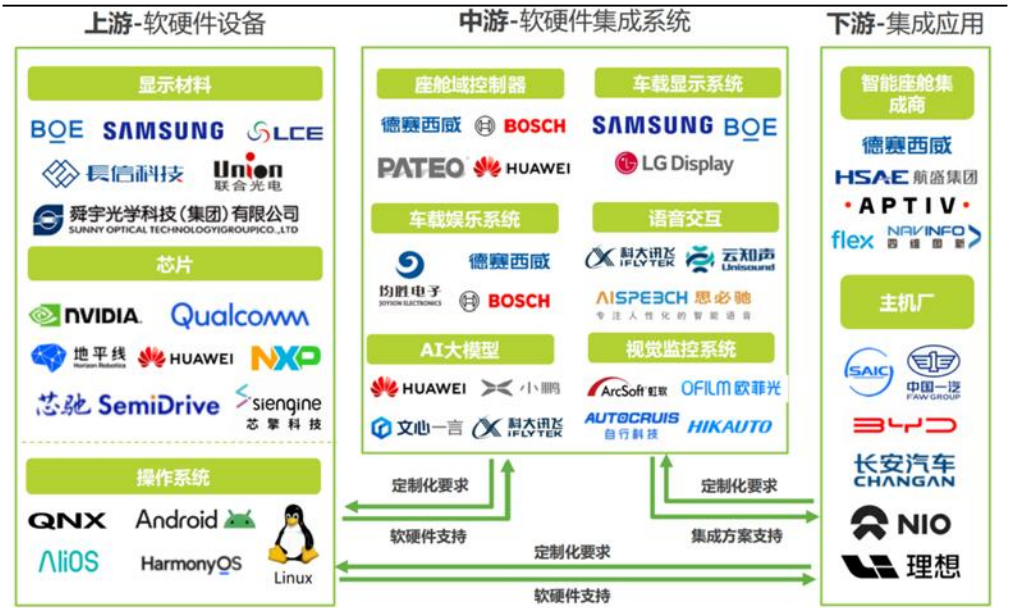 上游-软硬件设备
显示材料
BOE SAMSUNG LCE
長信科技 Union
联合光电
舜宇光学科技(集团)有限公司
SUNNY OPTICAL TECHNOLOGY(GROUP)CO.,LTD
芯片
NVIDIA. Qualcomm
地平线 HUAWEI NXP
Horizon Robotics
芯驰 SemiDrive Siengine
芯擎科技
操作系统
QNX Android
AliOS HarmonyOS Linux
中游-软硬件集成系统
座舱域控制器
德赛西威 BOSCH
PATEO HUAWEI
车载显示系统
SAMSUNG BOE
LG Display
车载娱乐系统
均胜电子 德赛西威
JOYSON ELECTRONICS BOSCH
语音交互
科大讯飞 云知声
iFLYTEK Unisound
AISPEECH 思必驰
专注人性化的智能语音
AI大模型
HUAWEI 小鹏
文心一言 科大讯飞
iFLYTEK
视觉监控系统
ArcSoft 虹软 OFILM 欧菲光
AUTOCRUIS HIKAUTO
自行科技
下游-集成应用
智能座舱集
成商
德赛西威
HSAE 航盛集团
·APTIV·
flex NAVINFO
四维图新
主机厂
SAIC 中国一汽
FAW GROUP
BYD
长安汽车
CHANGAN
NIO
理想
定制化要求
软硬件支持
定制化要求
集成方案支持
定制化要求
软硬件支持